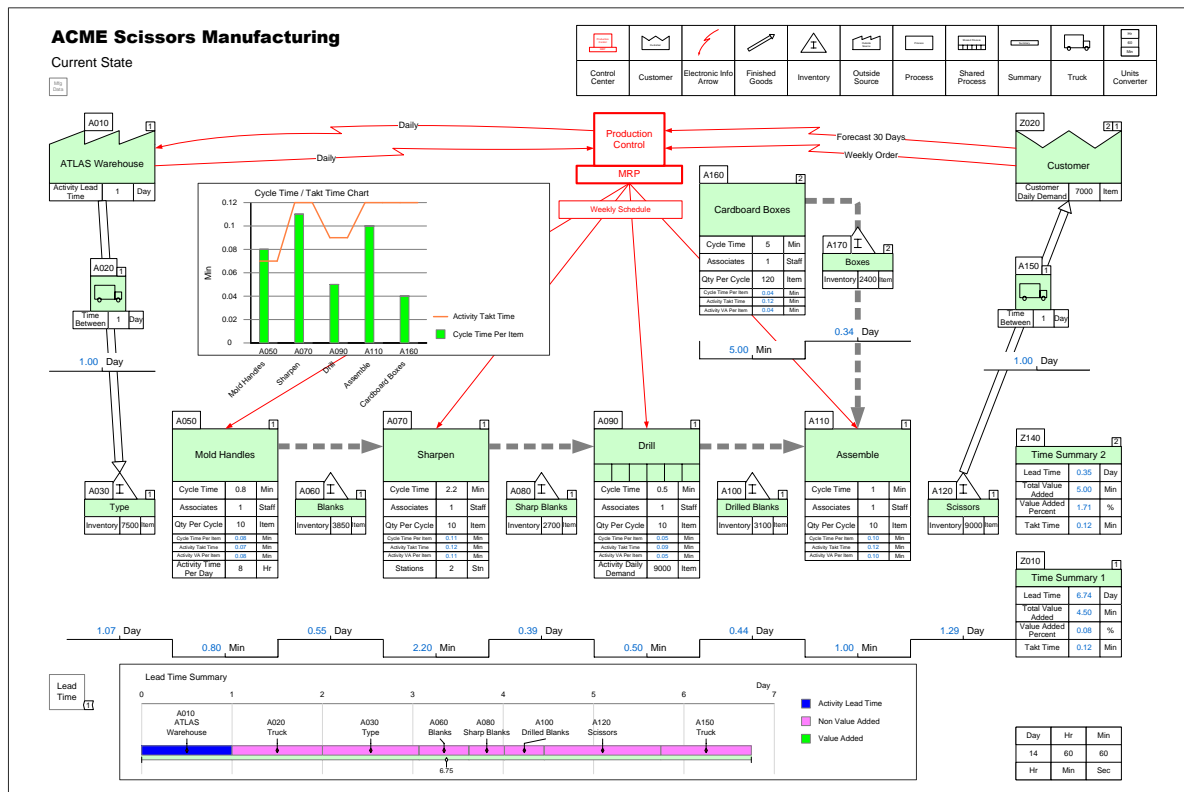 ACME Scissors Manufacturing
Current State
Mfg
Data
Control
Center
Customer
Electronic Info
Arrow
Finished
Goods
Inventory
Outside
Source
Process
Shared
Process
Summary
Truck
Units
Converter
Hr
60
Min
A010
1
ATLAS Warehouse
Activity Lead
Time
1
Day
Daily
Daily
Production
Control
MRP
Weekly Schedule
Forecast 30 Days
Weekly Order
Z020
2 1
Customer
Customer
Daily Demand
7000
Item
A160
2
Cardboard Boxes
Cycle Time 5 Min
Associates 1 Staff
Qty Per Cycle 120 Item
Cycle Time Per Item 0.04 Min
Activity Takt Time 0.12 Min
Activity VA Per Item 0.04 Min
5.00 Min
A170
I
2
Boxes
Inventory 2400 Item
0.34 Day
Cycle Time / Takt Time Chart
Min
0.12
0.1
0.08
0.06
0.04
0.02
0
A050 A070 A090 A110 A160
Mold Handles
Sharpen
Drill
Assemble
Cardboard Boxes
Activity Takt Time
Cycle Time Per Item
A020
1
Time
Between
1
Day
1.00 Day
A150
1
Time
Between
1
Day
1.00 Day
A030
I
1
Type
Inventory 7500 Item
A050
1
Mold Handles
Cycle Time 0.8 Min
Associates 1 Staff
Qty Per Cycle 10 Item
Cycle Time Per Item 0.08 Min
Activity Takt Time 0.07 Min
Activity VA Per Item 0.08 Min
Activity Time
Per Day
8
Hr
A060
I
1
Blanks
Inventory 3850 Item
A070
1
Sharpen
Cycle Time 2.2 Min
Associates 1 Staff
Qty Per Cycle 10 Item
Cycle Time Per Item 0.11 Min
Activity Takt Time 0.12 Min
Activity VA Per Item 0.11 Min
Stations 2 Stn
A080
I
1
Sharp Blanks
Inventory 2700 Item
A090
1
Drill
Cycle Time 0.5 Min
Associates 1 Staff
Qty Per Cycle 10 Item
Cycle Time Per Item 0.05 Min
Activity Takt Time 0.09 Min
Activity VA Per Item 0.05 Min
Activity Daily
Demand
9000
Item
A100
I
1
Drilled Blanks
Inventory 3100 Item
A110
1
Assemble
Cycle Time 1 Min
Associates 1 Staff
Qty Per Cycle 10 Item
Cycle Time Per Item 0.10 Min
Activity Takt Time 0.12 Min
Activity VA Per Item 0.10 Min
A120
I
1
Scissors
Inventory 9000 Item
Z140
2
Time Summary 2
Lead Time 0.35 Day
Total Value
Added
5.00
Min
Value Added
Percent
1.71
%
Takt Time 0.12 Min
Z010
1
Time Summary 1
Lead Time 6.74 Day
Total Value
Added
4.50
Min
Value Added
Percent
0.08
%
Takt Time 0.12 Min
1.07 Day
0.80 Min
0.55 Day
2.20 Min
0.39 Day
0.50 Min
0.44 Day
1.00 Min
1.29 Day
Lead
Time
1
Lead Time Summary
Day
0 1 2 3 4 5 6 7
A010
ATLAS
Warehouse
A020
Truck
A030
Type
A060
Blanks
A080
Sharp Blanks
A100
Drilled Blanks
A120
Scissors
A150
Truck
6.75
Activity Lead Time
Non Value Added
Value Added
Day Hr Min
14 60 60
Hr Min Sec